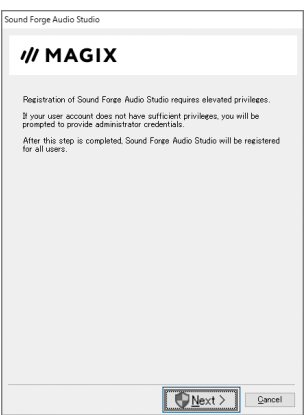 Sound Forge Audio Studio
MAGIX
Registration of Sound Forge Audio Studio requires elevated privileges.
If your user account does not have sufficient privileges, you will be
prompted to provide administrator credentials.
After this step is completed, Sound Forge Audio Studio will be registered
for all users.
Next >
Cancel